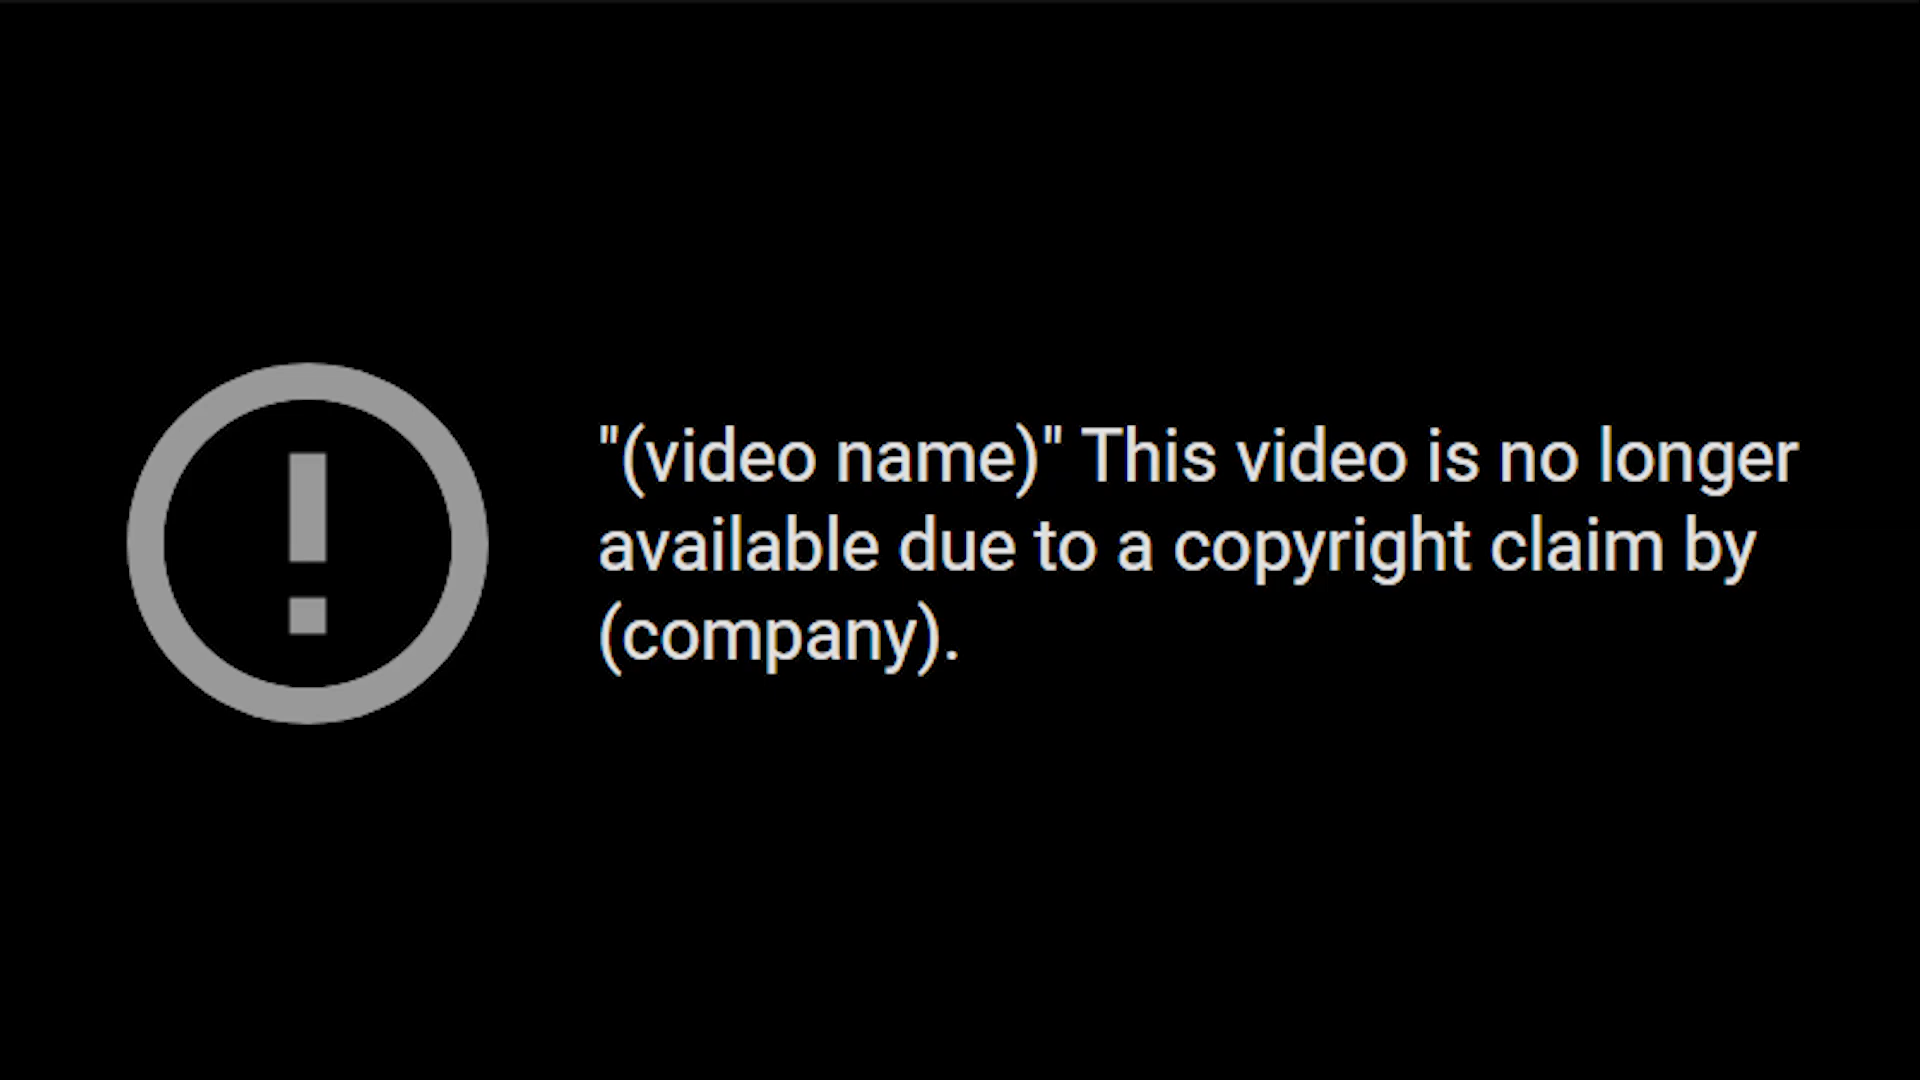 "(video name)" This video is no longer
available due to a copyright claim by
(company).